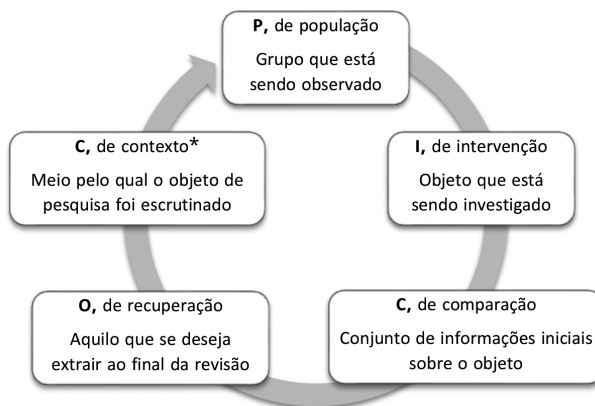 P, de população
Grupo que está
sendo observado
I, de intervenção
Objeto que está
sendo investigado
C, de comparação
Conjunto de informações iniciais
sobre o objeto
O, de recuperação
Aquilo que se deseja
extrair ao final da revisão
C, de contexto*
Meio pelo qual o objeto de
pesquisa foi escrutinado